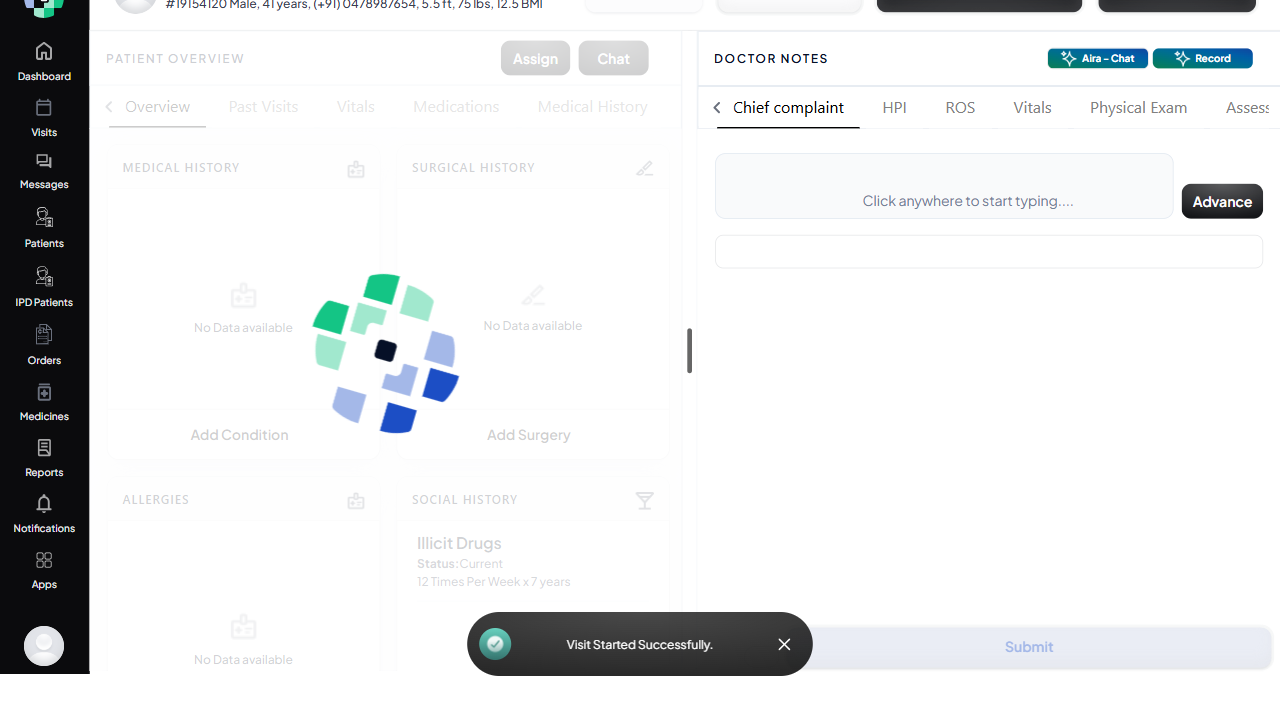 #19154120 Male, 41 years, (+91) 0478987654, 5.5 ft, 75 lbs, 12.5 BMI
Dashboard
Visits
Messages
Patients
IPD Patients
Orders
Medicines
Reports
Notifications
Apps
PATIENT OVERVIEW
Assign
Chat
Overview
Past Visits
Vitals
Medications
Medical History
MEDICAL HISTORY
No Data available
Add Condition
SURGICAL HISTORY
No Data available
Add Surgery
ALLERGIES
No Data available
SOCIAL HISTORY
Illicit Drugs
Status:Current
12 Times Per Week x 7 years
DOCTOR NOTES
Aira - Chat
Record
Chief complaint
HPI
ROS
Vitals
Physical Exam
Assess
Click anywhere to start typing....
Advance
Submit
Visit Started Successfully.